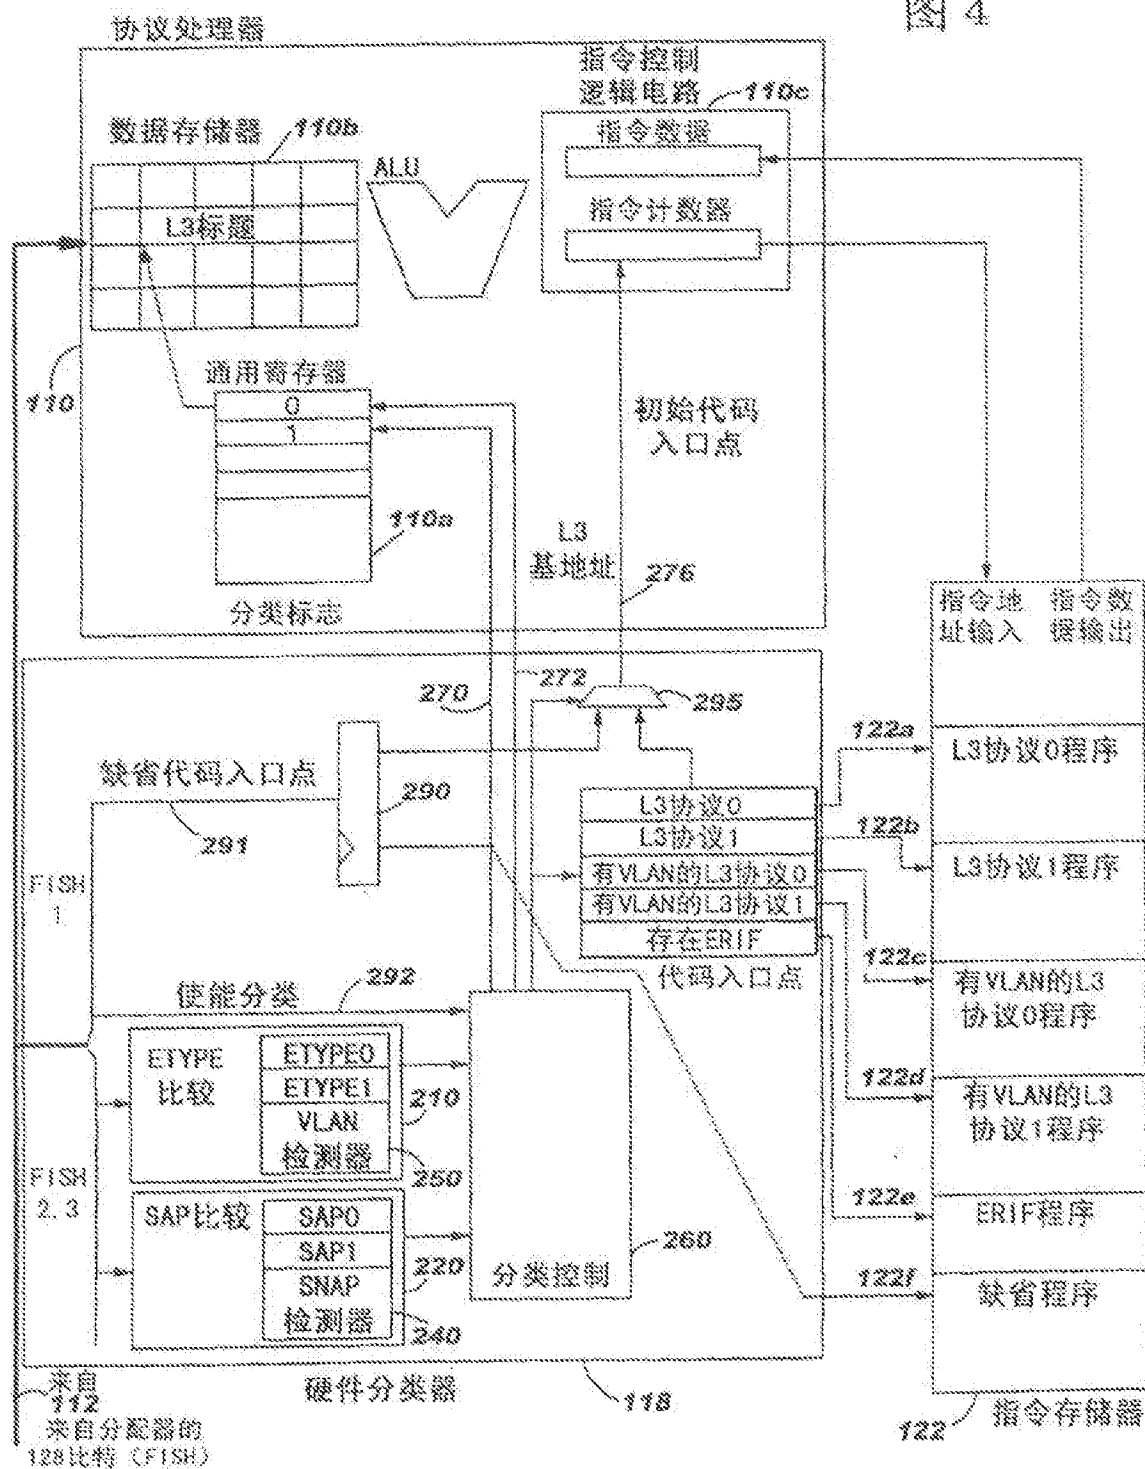 图 4
协议处理器
指令控制
逻辑电路
110c
数据存储器
110b
指令数据
ALU
L3标题
指令计数器
110
通用寄存器
0
1
初始代码
入口点
110a
L3
基地址
276
分类标志
指令地
址输入
指令数
据输出
270
272
295
122a
L3协议0程序
缺省代码入口点
290
291
L3协议0
L3协议1
有VLAN的L3协议0
有VLAN的L3协议1
存在ERIF
代码入口点
122b
L3协议1程序
FISH
1
122c
有VLAN的L3
协议0程序
使能分类
292
ETYPE
比较
ETYPE0
ETYPE1
VLAN
检测器
210
250
122d
有VLAN的L3
协议1程序
FISH
2,3
SAP比较
SAP0
SAP1
SNAP
检测器
220
240
260
分类控制
122e
ERIF程序
122f
缺省程序
来自
112
硬件分类器
118
122
指令存储器
来自分配器的
128比特（FISH）